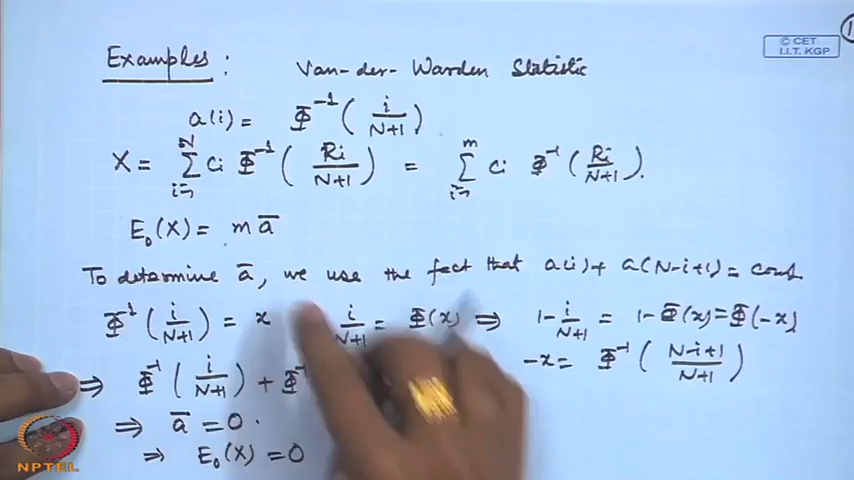 Examples :
© CET
I.I.T. KGP
Van-der-Warden Statistic
a(i) = Φ⁻¹ ( i / N+1 )
X = Σ_{i=1}^{N} Ci Φ⁻¹ ( Ri / N+1 ) = Σ_{i=1}^{m} Ci Φ⁻¹ ( Ri / N+1 ).
E₀(X) = m a̅
To determine a̅, we use the fact that a(i) + a(N-i+1) = const
Φ⁻¹ ( i / N+1 ) = x i / N+1 = Φ(x) ⇒ 1 - i / N+1 = 1 - Φ(x) = Φ(-x)
-x = Φ⁻¹ ( N-i+1 / N+1 )
⇒ Φ⁻¹ ( i / N+1 ) + Φ⁻¹
⇒ a̅ = 0 .
⇒ E₀(X) = 0
NPTEL